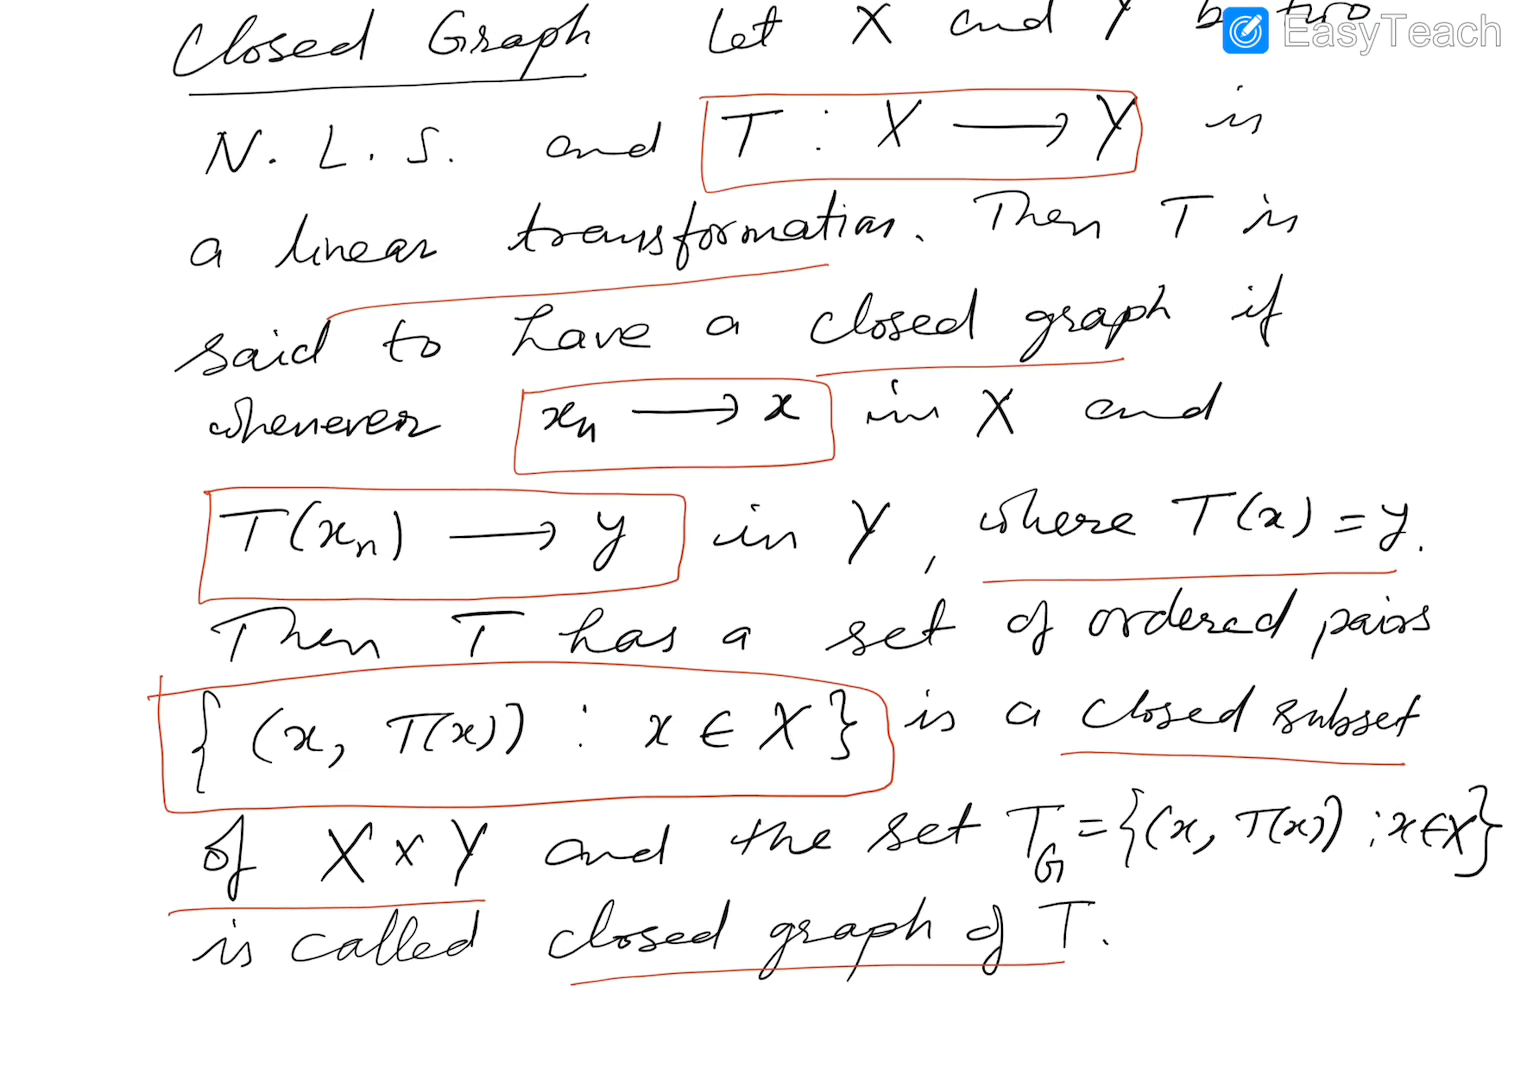 Closed Graph Let X and Y be two
EasyTeach
N. L. S. and T : X ⟶ Y is
a linear transformation. Then T is
said to have a closed graph if
whenever xₙ ⟶ x in X and
T(xₙ) ⟶ y in Y, where T(x) = y.
Then T has a set of ordered pairs
{ (x, T(x)) : x ∈ X } is a closed subset
of X × Y and the set T_G = {(x, T(x)) : x ∈ X}
is called closed graph of T.